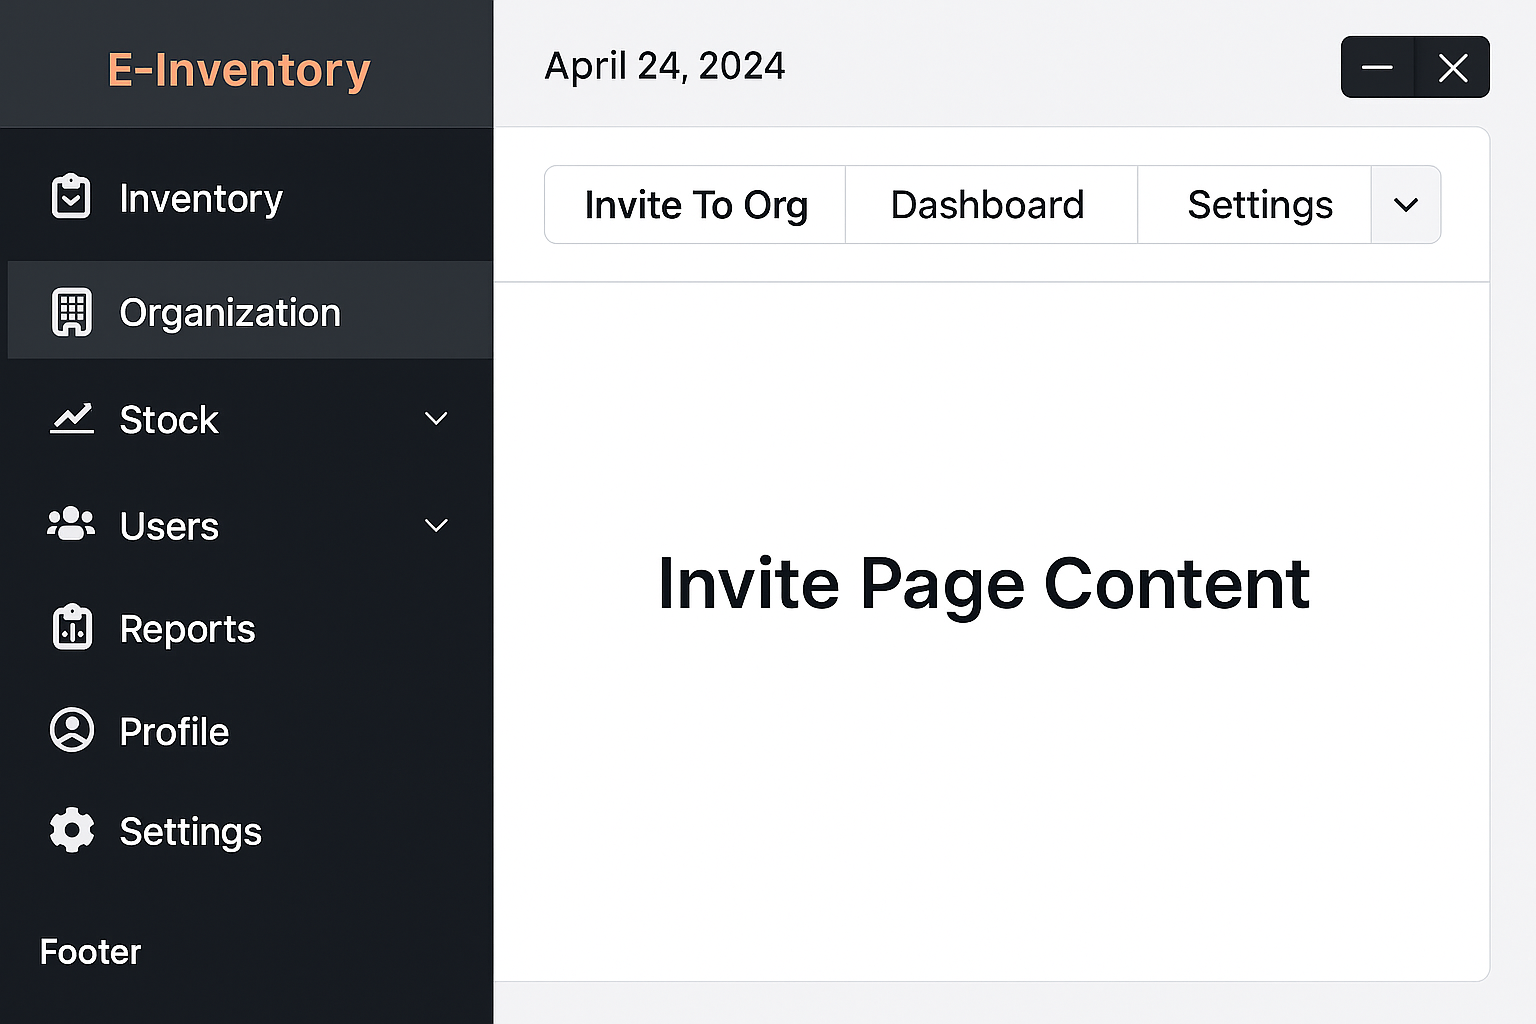 E-Inventory
Inventory
Organization
Stock
Users
Reports
Profile
Settings
Footer
April 24, 2024
Invite To Org
Dashboard
Settings
Invite Page Content